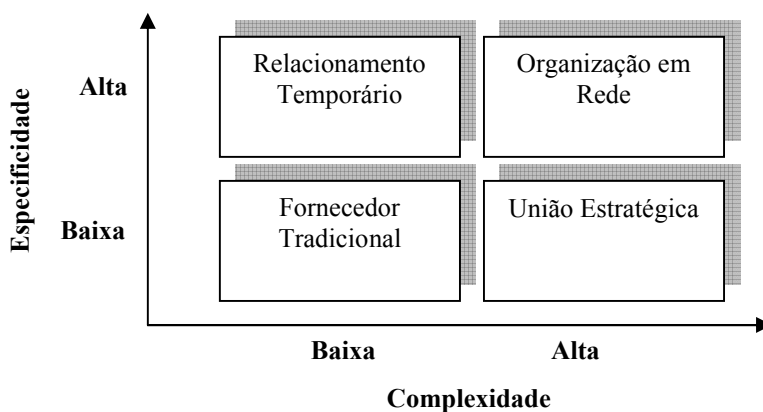 Especificidade
Alta
Relacionamento
Temporário
Organização em
Rede
Baixa
Fornecedor
Tradicional
União Estratégica
Baixa
Alta
Complexidade